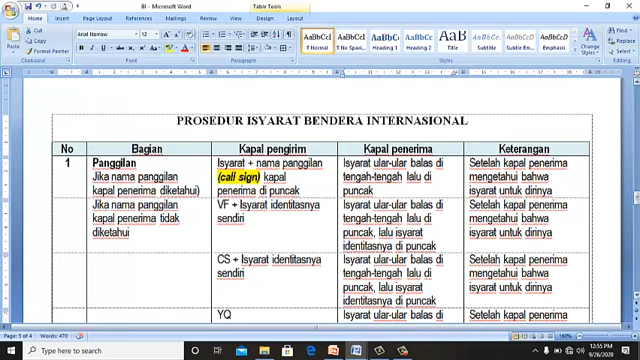 BI - Microsoft Word
Table Tools
Home Insert Page Layout References Mailings Review View Design Layout
Paste
Cut
Copy
Format Painter
Clipboard
Arial Narrow 12
Font
Paragraph
AaBbCcI AaBbCcI AaBbCc AaBbCc AaB AaBbCc. AaBbCcD AaBbCcD
¶ Normal ¶ No Spaci... Heading 1 Heading 2 Title Subtitle Subtle Em... Emphasis
Change Styles
Styles
Find
Replace
Select
Editing
PROSEDUR ISYARAT BENDERA INTERNASIONAL
No Bagian Kapal pengirim Kapal penerima Keterangan
1 Panggilan Isyarat + nama panggilan Isyarat ular-ular balas di Setelah kapal penerima
Jika nama panggilan (call sign) kapal tengah-tengah lalu di mengetahui bahwa
kapal penerima diketahui) penerima di puncak puncak isyarat untuk dirinya
Jika nama panggilan VF + Isyarat identitasnya Isyarat ular-ular balas di Setelah kapal penerima
kapal penerima tidak sendiri tengah-tengah lalu di mengetahui bahwa
diketahui puncak, lalu isyarat isyarat untuk dirinya
identitasnya di puncak
CS + Isyarat identitasnya Isyarat ular-ular balas di Setelah kapal penerima
sendiri tengah-tengah lalu di mengetahui bahwa
puncak, lalu isyarat isyarat untuk dirinya
identitasnya di puncak
YQ Isyarat ular-ular balas di Setelah kapal penerima
Words: 470
160%
Type here to search
12:55 PM
9/26/2020